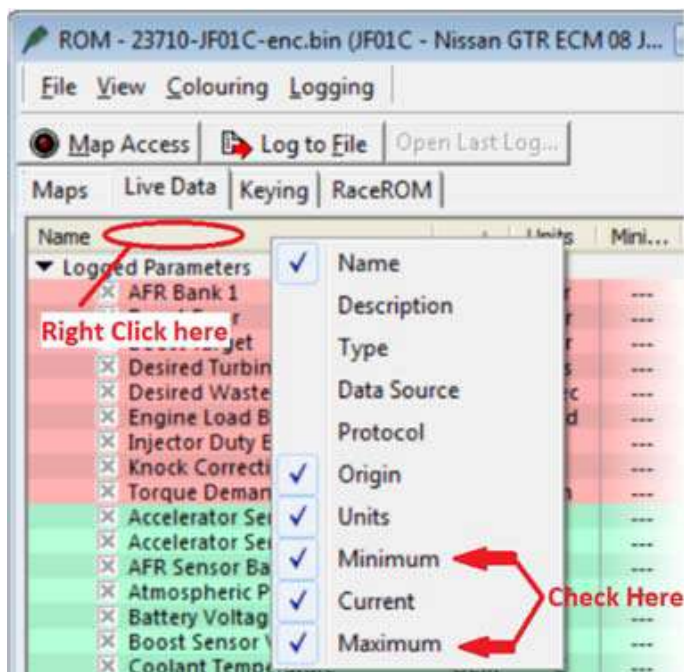 ROM - 23710-JF01C-enc.bin (JF01C - Nissan GTR ECM 08 J...
File View Colouring Logging
Map Access Log to File Open Last Log...
Maps Live Data Keying RaceROM
Name Units Mini...
Logged Parameters
AFR Bank 1 ---
Right Click here
---
Desired Turbin ---
Desired Waste ---
Engine Load B ---
Injector Duty E ---
Knock Correcti ---
Torque Deman ---
Accelerator Se ---
Accelerator Se ---
AFR Sensor Ba ---
Atmospheric P ---
Battery Voltag ---
Boost Sensor V ---
Coolant Tempe
Name
Description
Type
Data Source
Protocol
Origin
Units
Minimum
Current
Maximum
Check Here